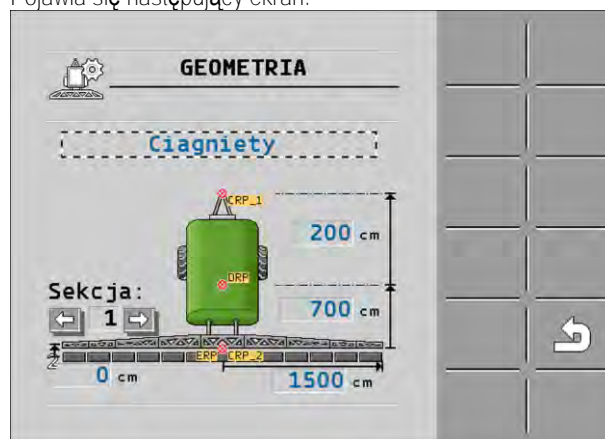 Pojawia się następujący ekran:
GEOMETRIA
Ciagniety
CRP_1
200 cm
DRP
Sekcja:
1
700 cm
ERP CRP_2
0 cm
1500 cm